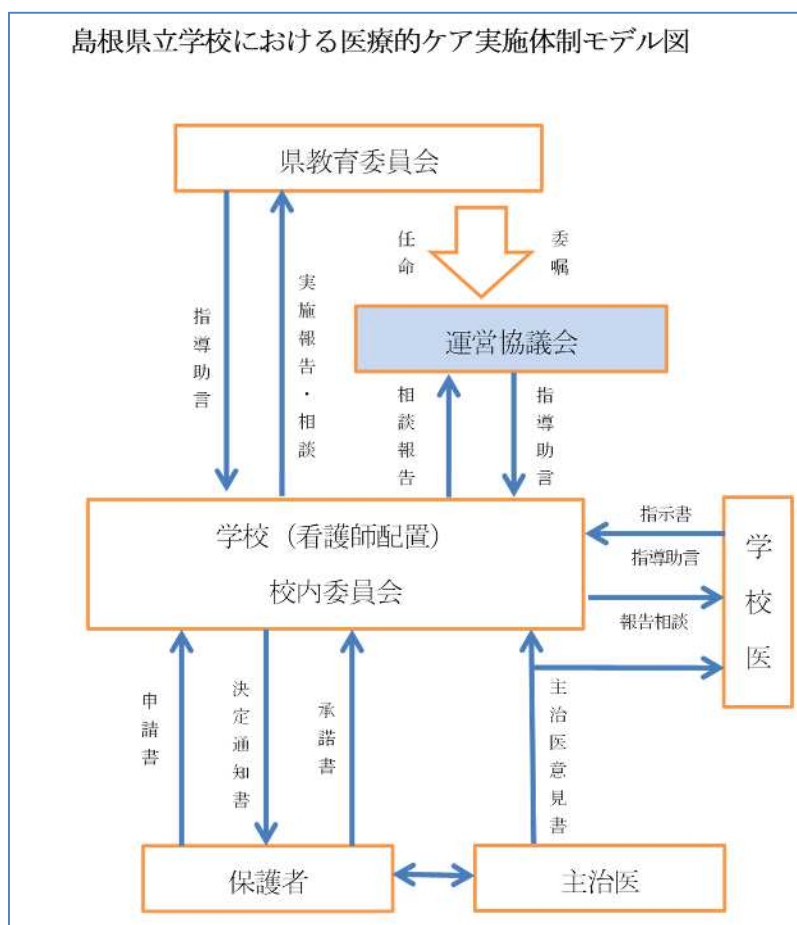 島根県立学校における医療的ケア実施体制モデル図
県教育委員会
任命
委嘱
指導助言
実施報告・相談
運営協議会
相談報告
指導助言
学校（看護師配置）
校内委員会
指示書
指導助言
報告相談
学校医
申請書
決定通知書
承諾書
主治医意見書
保護者
主治医